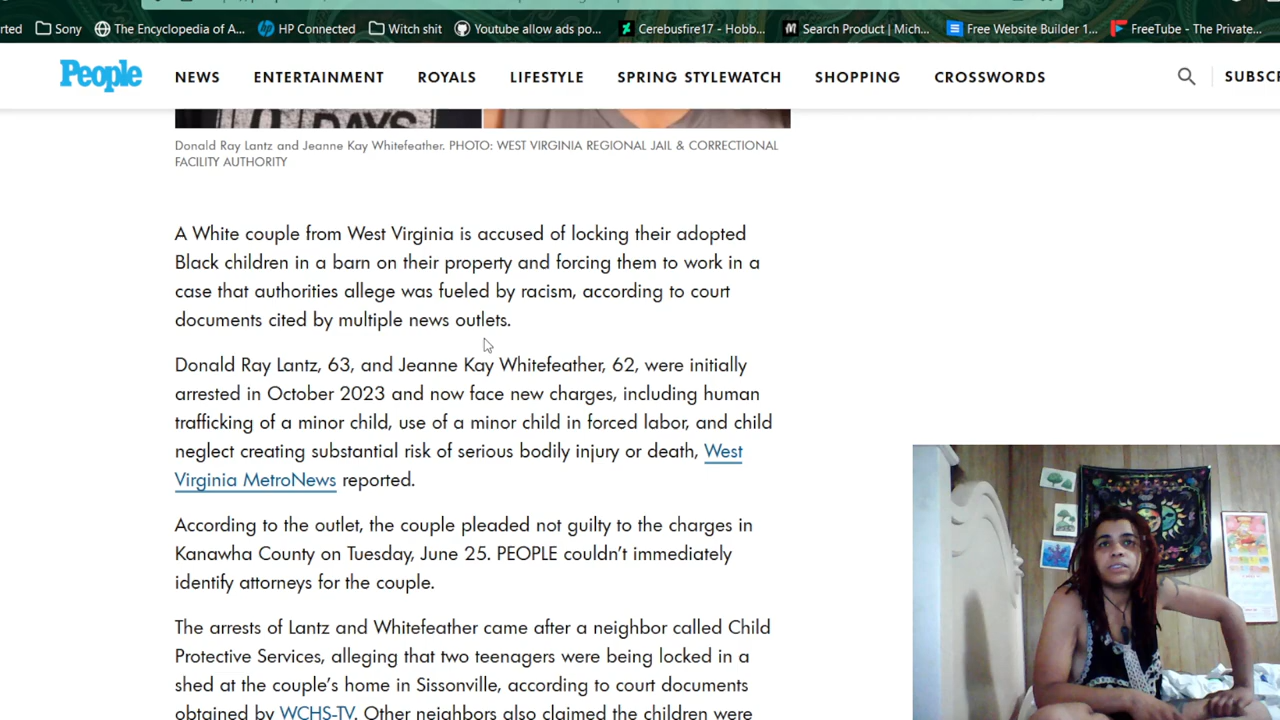 rted
Sony
The Encyclopedia of A...
HP Connected
Witch shit
Youtube allow ads po...
Cerebusfire17 - Hobb...
Search Product | Mich...
Free Website Builder 1...
FreeTube - The Private...
People NEWS ENTERTAINMENT ROYALS LIFESTYLE SPRING STYLEWATCH SHOPPING CROSSWORDS SUBSC
DAYS
Donald Ray Lantz and Jeanne Kay Whitefeather. PHOTO: WEST VIRGINIA REGIONAL JAIL & CORRECTIONAL
FACILITY AUTHORITY
A White couple from West Virginia is accused of locking their adopted
Black children in a barn on their property and forcing them to work in a
case that authorities allege was fueled by racism, according to court
documents cited by multiple news outlets.
Donald Ray Lantz, 63, and Jeanne Kay Whitefeather, 62, were initially
arrested in October 2023 and now face new charges, including human
trafficking of a minor child, use of a minor child in forced labor, and child
neglect creating substantial risk of serious bodily injury or death, West
Virginia MetroNews reported.
According to the outlet, the couple pleaded not guilty to the charges in
Kanawha County on Tuesday, June 25. PEOPLE couldn't immediately
identify attorneys for the couple.
The arrests of Lantz and Whitefeather came after a neighbor called Child
Protective Services, alleging that two teenagers were being locked in a
shed at the couple's home in Sissonville, according to court documents
obtained by WCHS-TV. Other neighbors also claimed the children were